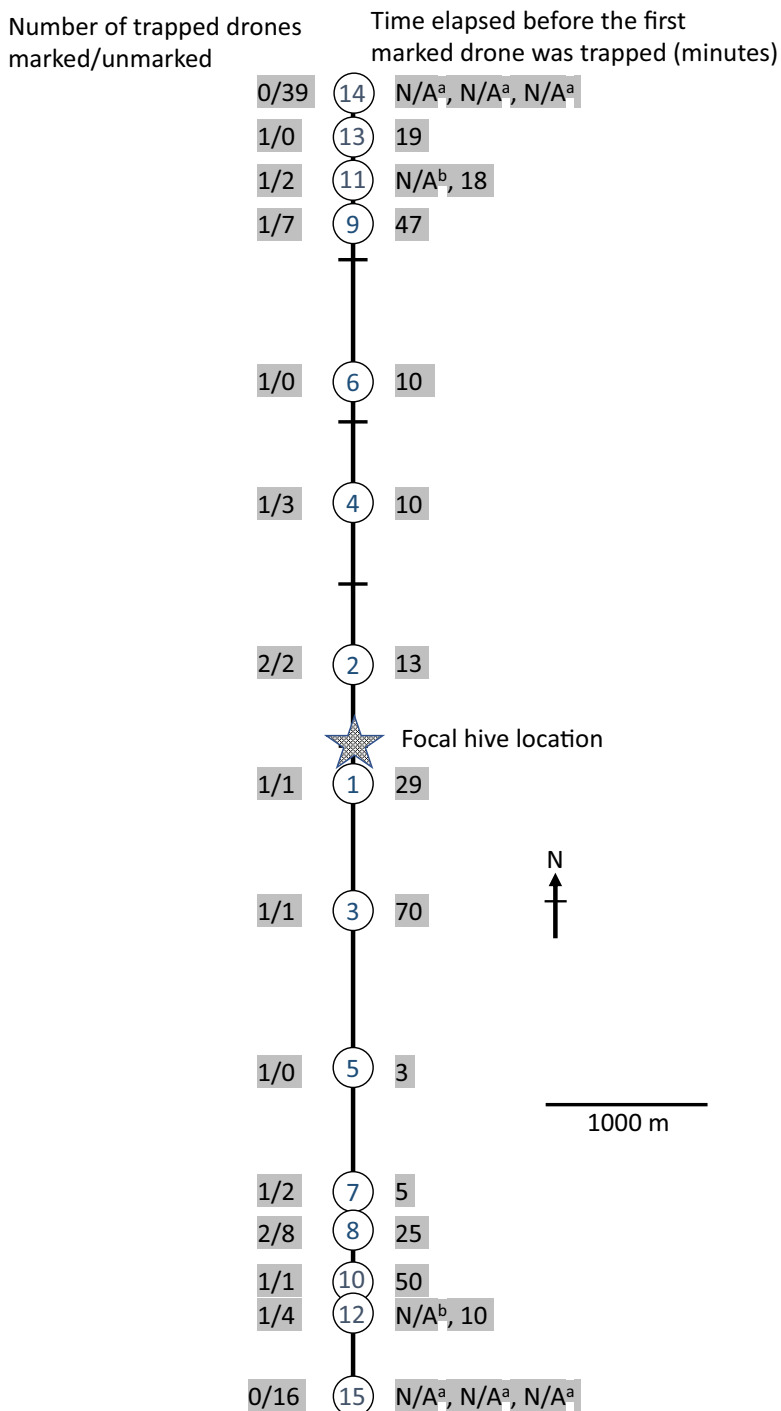 Number of trapped drones
marked/unmarked
Time elapsed before the first
marked drone was trapped (minutes)
0/39 14 N/Aᵃ, N/Aᵃ, N/Aᵃ
1/0 13 19
1/2 11 N/Aᵇ, 18
1/7 9 47
1/0 6 10
1/3 4 10
2/2 2 13
Focal hive location
1/1 1 29
N
1/1 3 70
1/0 5 3
1000 m
1/2 7 5
2/8 8 25
1/1 10 50
1/4 12 N/Aᵇ, 10
0/16 15 N/Aᵃ, N/Aᵃ, N/Aᵃ